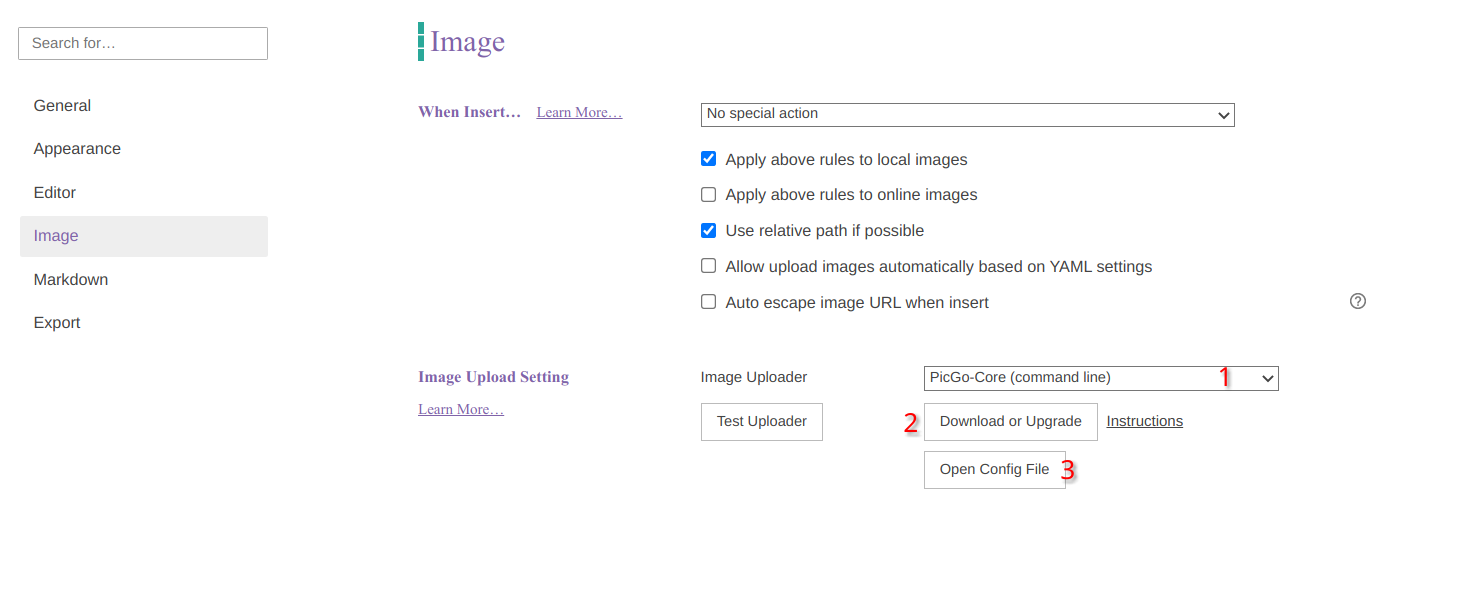 Search for…
General
Appearance
Editor
Image
Markdown
Export
Image
When Insert… Learn More…
No special action
Apply above rules to local images
Apply above rules to online images
Use relative path if possible
Allow upload images automatically based on YAML settings
Auto escape image URL when insert
?
Image Upload Setting
Learn More…
Image Uploader
PicGo-Core (command line) 1
Test Uploader
2 Download or Upgrade Instructions
Open Config File 3